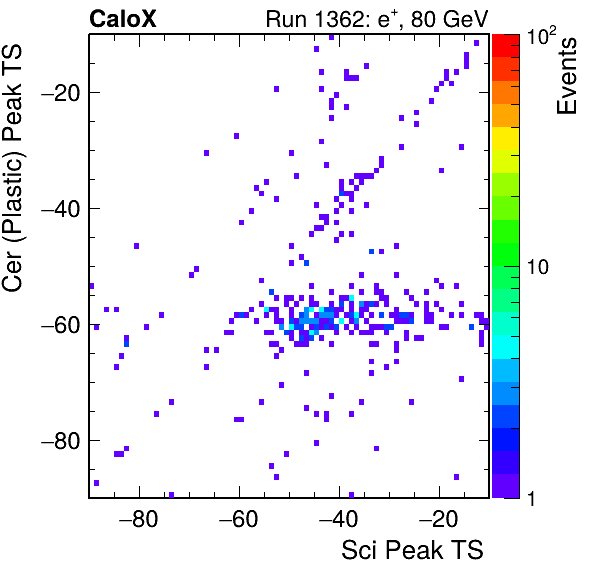 CaloX Run 1362: e⁺, 80 GeV
Cer (Plastic) Peak TS
−20
−40
−60
−80
−80 −60 −40 −20
Sci Peak TS
10²
10
1
Events